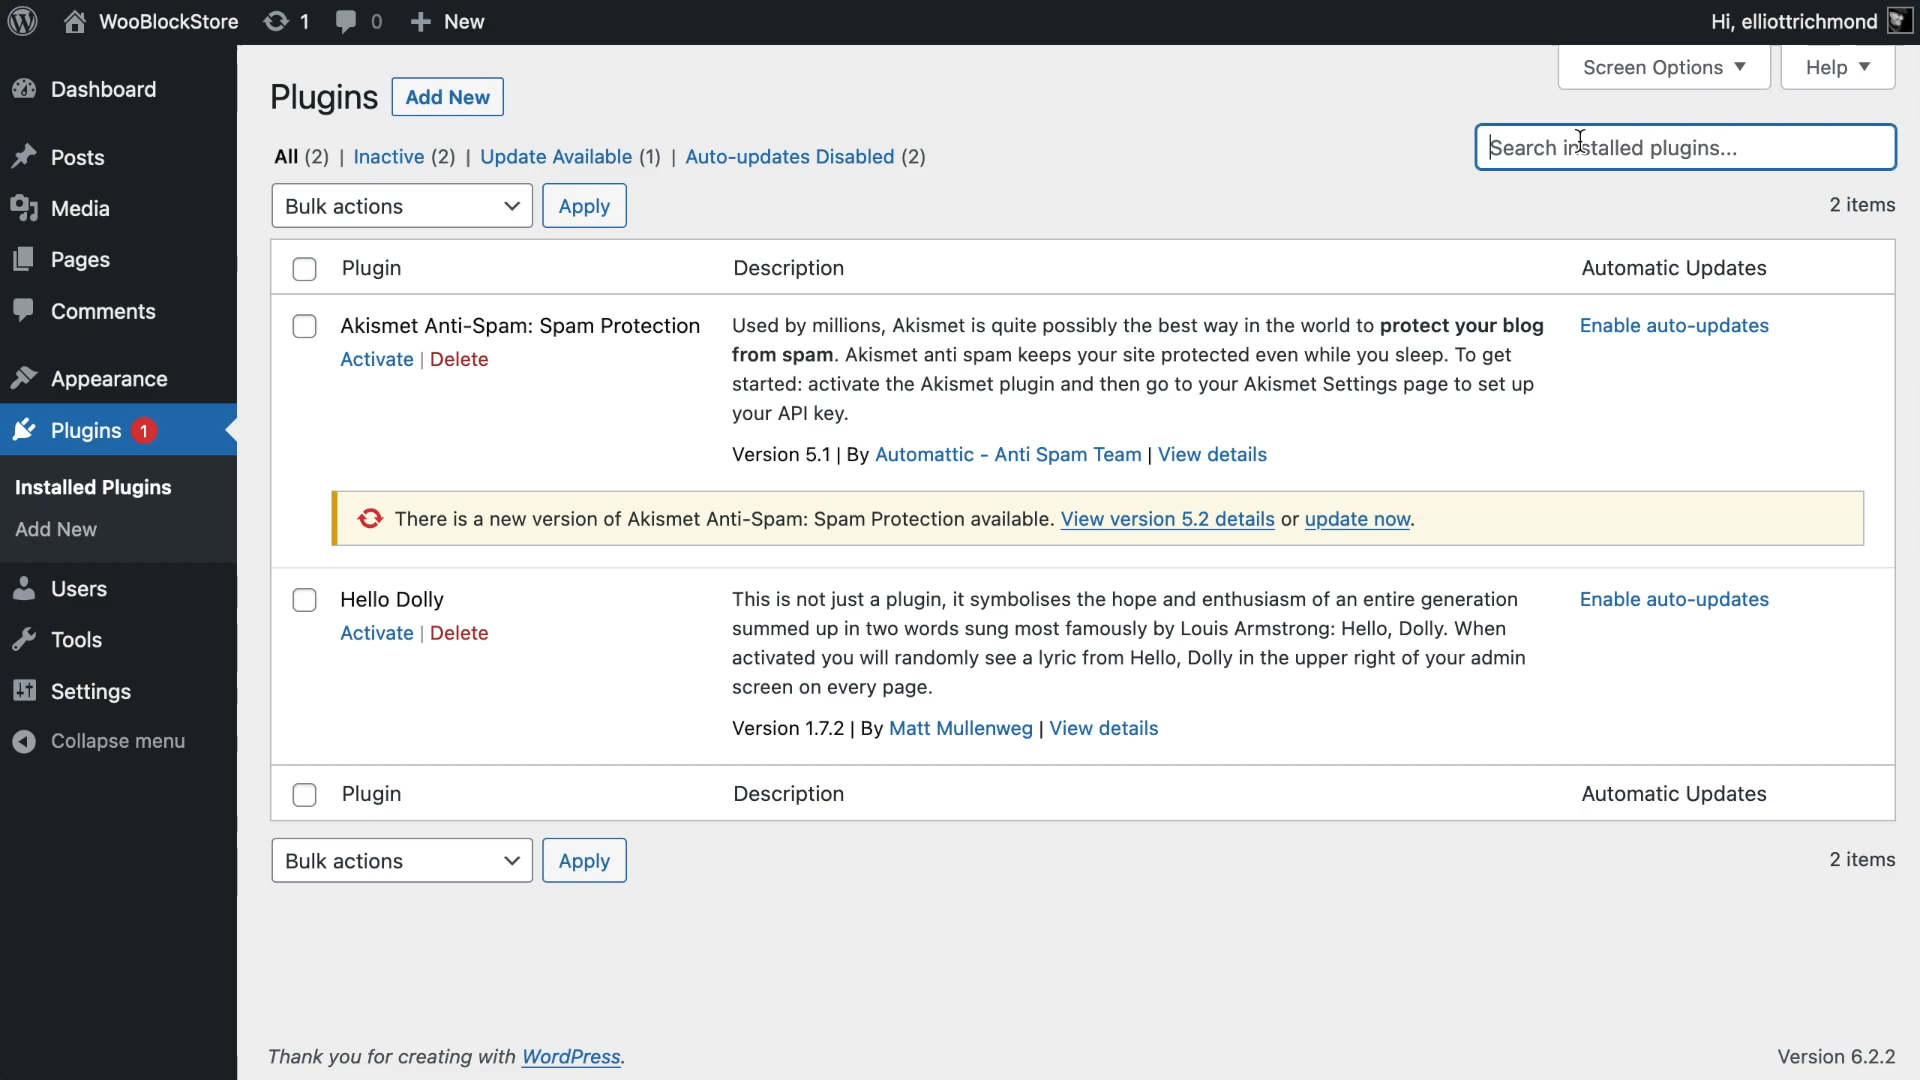 WooBlockStore 1 0 New Hi, elliottrichmond
Screen Options Help
Dashboard
Posts
Media
Pages
Comments
Appearance
Plugins 1
Installed Plugins
Add New
Users
Tools
Settings
Collapse menu
Plugins Add New
All (2) | Inactive (2) | Update Available (1) | Auto-updates Disabled (2)
Search installed plugins...
Bulk actions Apply 2 items
Plugin Description Automatic Updates
Akismet Anti-Spam: Spam Protection
Activate | Delete
Used by millions, Akismet is quite possibly the best way in the world to protect your blog
from spam. Akismet anti spam keeps your site protected even while you sleep. To get
started: activate the Akismet plugin and then go to your Akismet Settings page to set up
your API key.
Version 5.1 | By Automattic - Anti Spam Team | View details
Enable auto-updates
There is a new version of Akismet Anti-Spam: Spam Protection available. View version 5.2 details or update now.
Hello Dolly
Activate | Delete
This is not just a plugin, it symbolises the hope and enthusiasm of an entire generation
summed up in two words sung most famously by Louis Armstrong: Hello, Dolly. When
activated you will randomly see a lyric from Hello, Dolly in the upper right of your admin
screen on every page.
Version 1.7.2 | By Matt Mullenweg | View details
Enable auto-updates
Plugin Description Automatic Updates
Bulk actions Apply 2 items
Thank you for creating with WordPress. Version 6.2.2